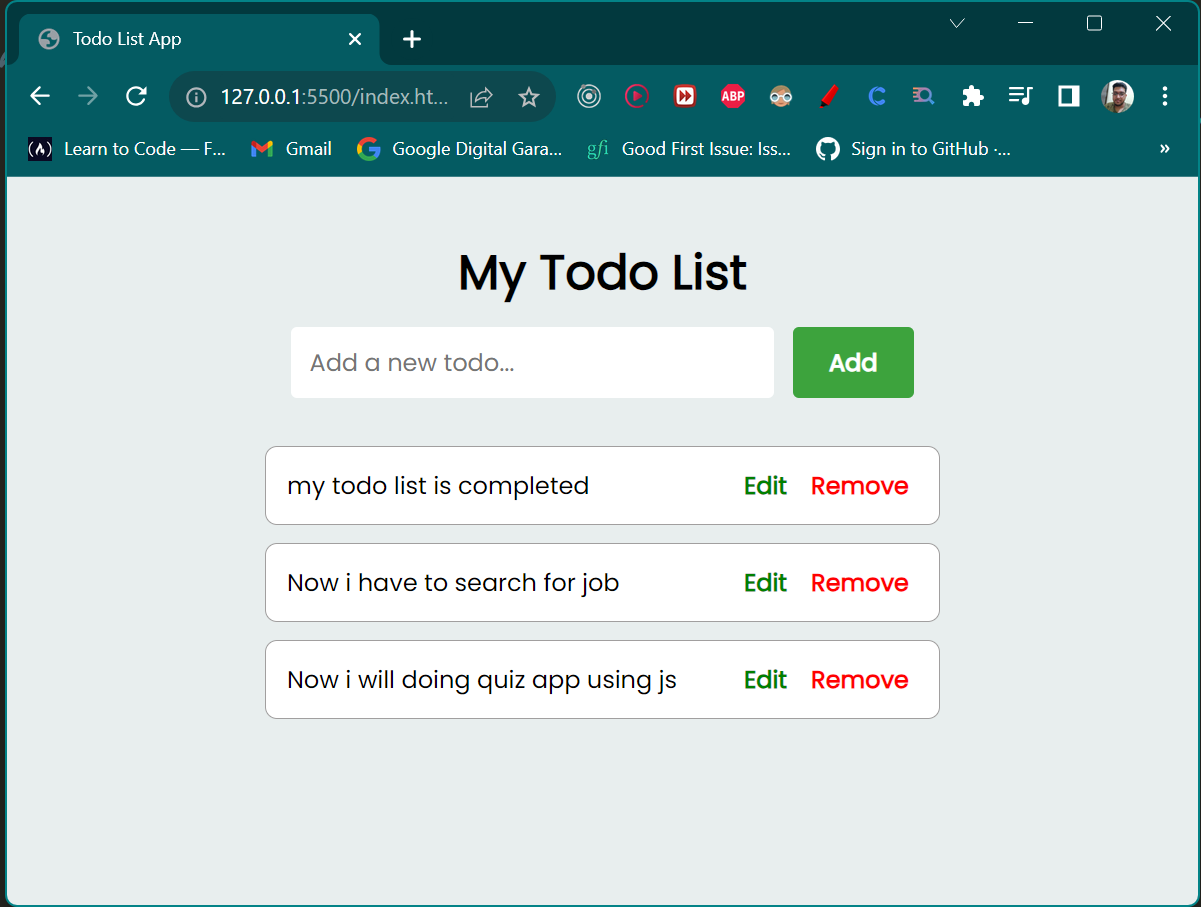 Todo List App
127.0.0.1:5500/index.ht...
ABP
Learn to Code — F...
Gmail
Google Digital Gara...
gfi
Good First Issue: Iss...
Sign in to GitHub ·...
»
My Todo List
Add a new todo...
Add
my todo list is completed Edit Remove
Now i have to search for job Edit Remove
Now i will doing quiz app using js Edit Remove